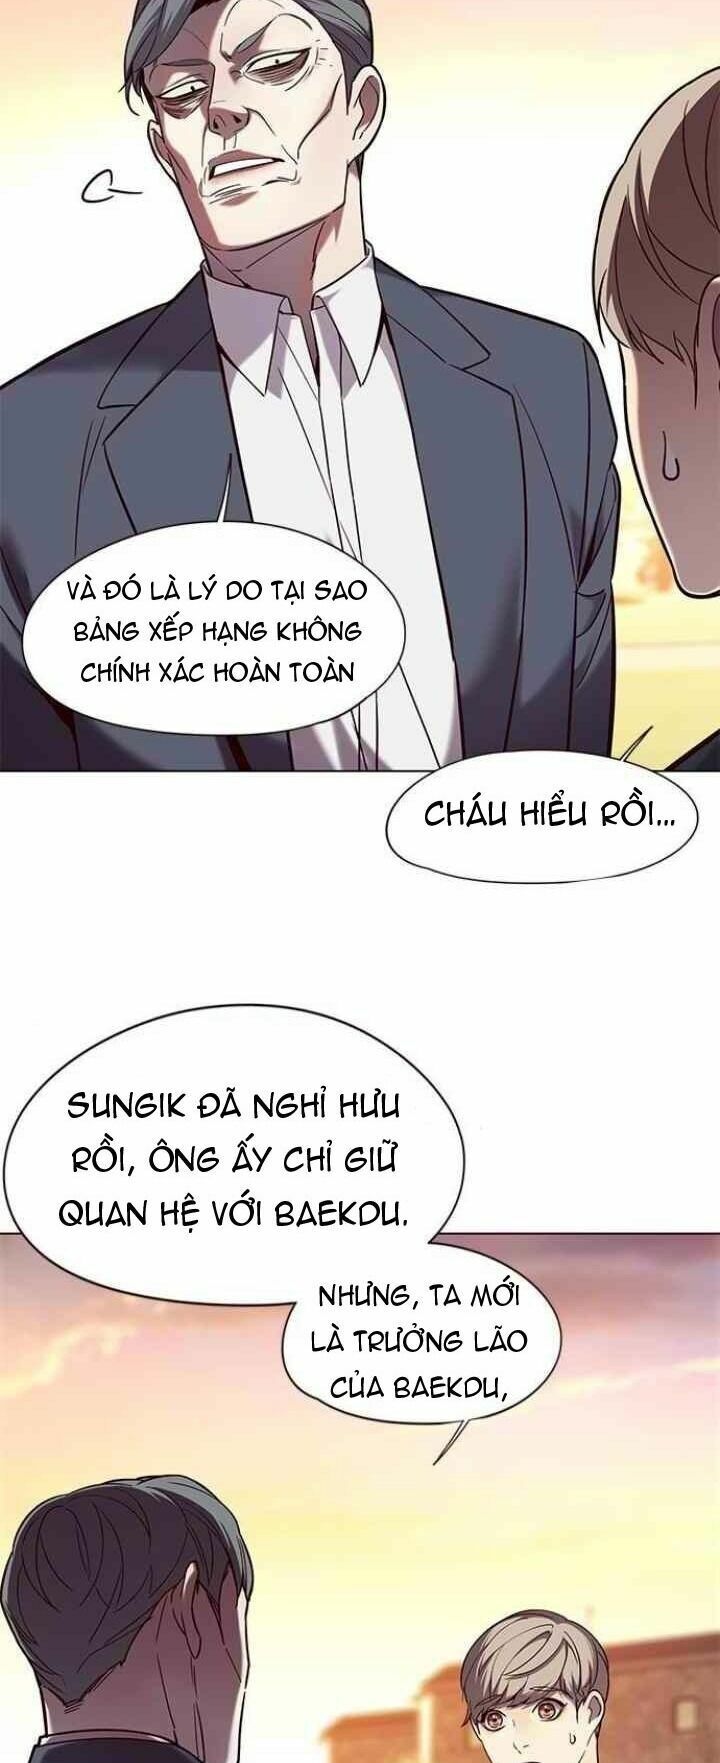 VÀ ĐÓ LÀ LÝ DO TẠI SAO
BẢNG XẾP HẠNG KHÔNG
CHÍNH XÁC HOÀN TOÀN
CHÁU HIỂU RỒI...
SUNGIK ĐÃ NGHỈ HƯU
RỒI, ÔNG ẤY CHỈ GIỮ
QUAN HỆ VỚI BAEKDU.
NHƯNG, TA MỚI
LÀ TRƯỞNG LÃO
CỦA BAEKDU,